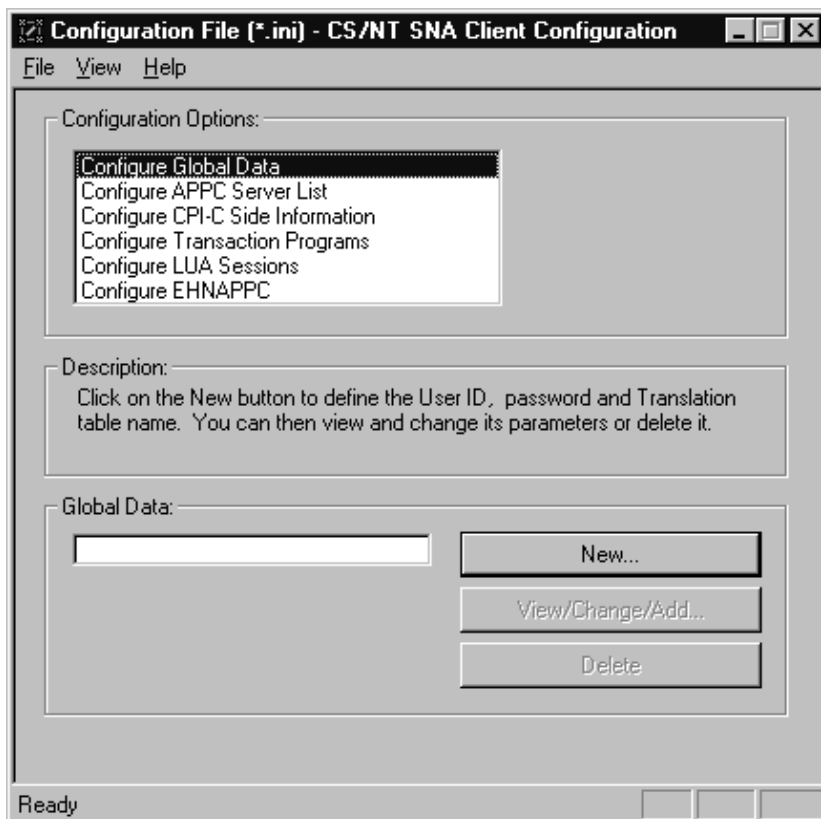 Configuration File (*.ini) - CS/NT SNA Client Configuration
File View Help
Configuration Options:
Configure Global Data
Configure APPC Server List
Configure CPI-C Side Information
Configure Transaction Programs
Configure LUA Sessions
Configure EHNAPPC
Description:
Click on the New button to define the User ID, password and Translation
table name. You can then view and change its parameters or delete it.
Global Data:
New...
View/Change/Add...
Delete
Ready